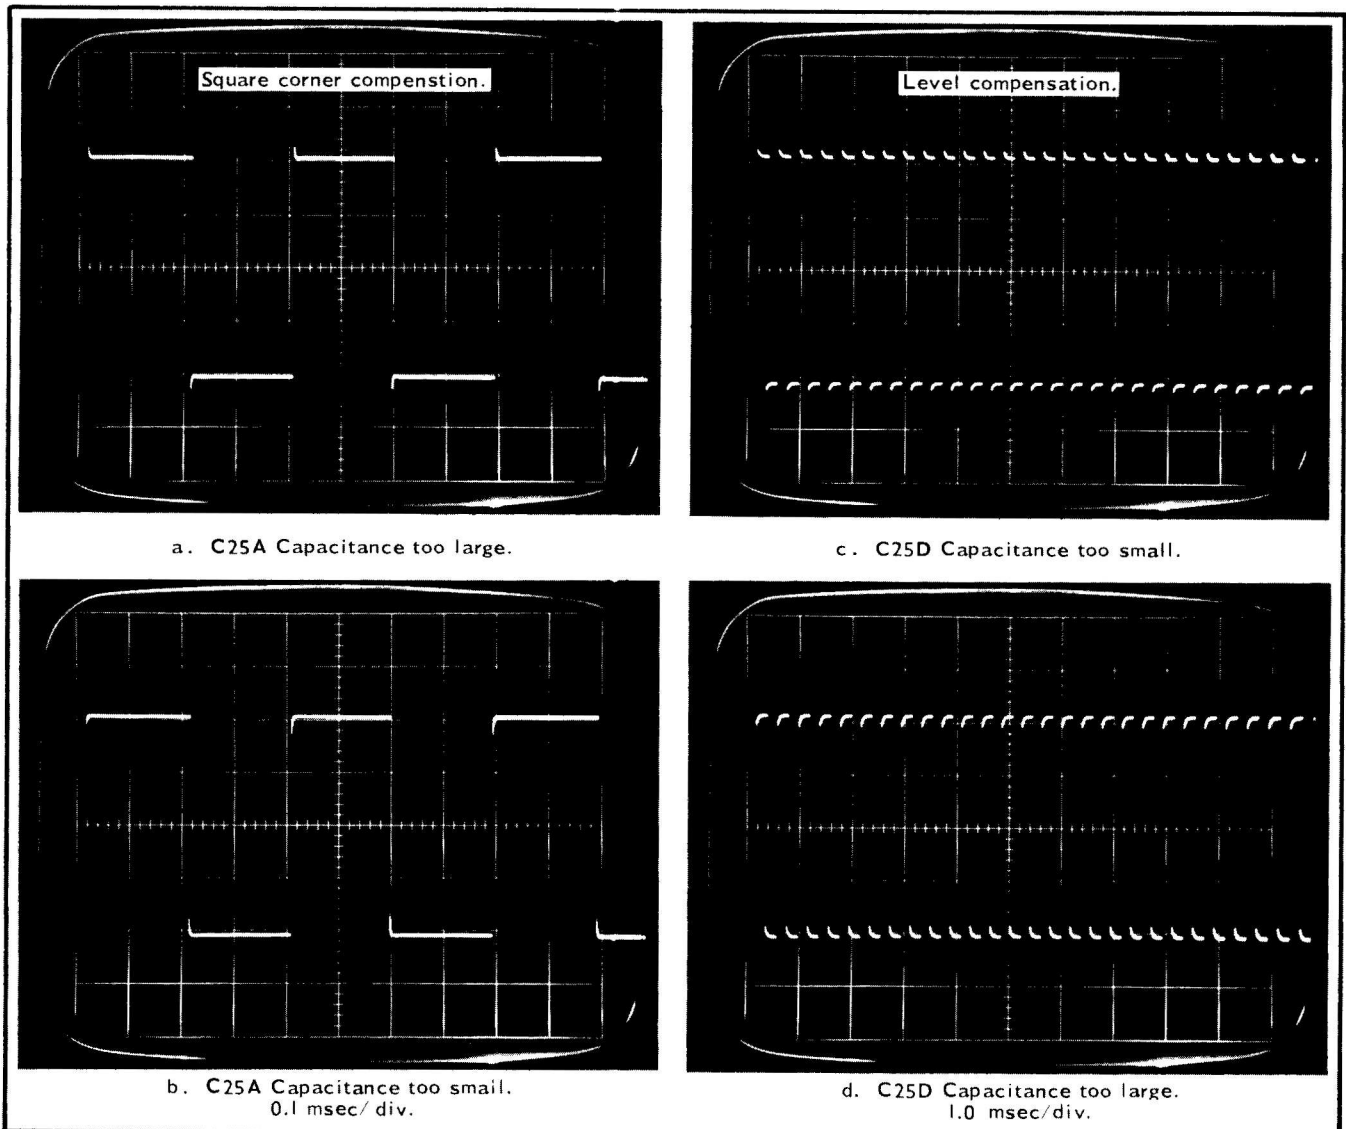 Square corner compenstion.
Level compensation.
a. C25A Capacitance too large.
c. C25D Capacitance too small.
b. C25A Capacitance too small.
0.1 msec/div.
d. C25D Capacitance too large.
1.0 msec/div.